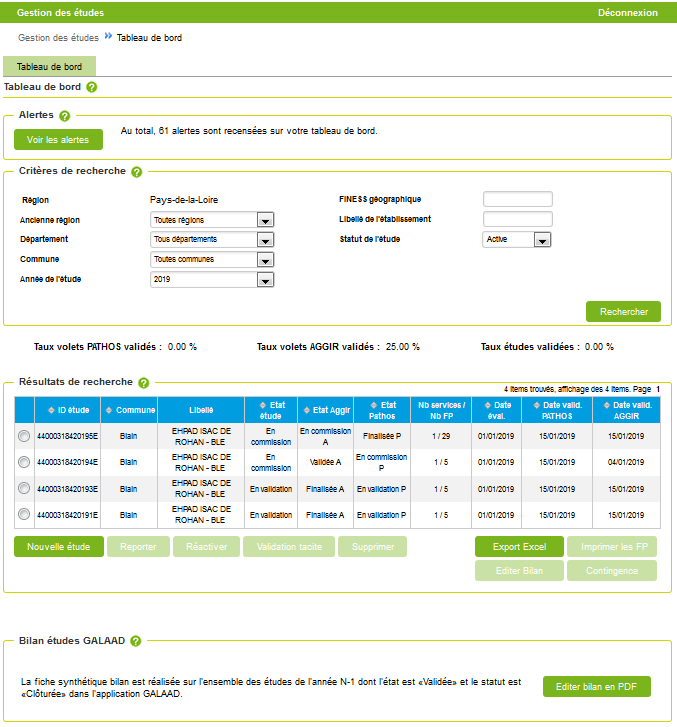 Gestion des études Déconnexion
Gestion des études » Tableau de bord
Tableau de bord
Tableau de bord ?
Alertes ?
Voir les alertes Au total, 61 alertes sont recensées sur votre tableau de bord.
Critères de recherche ?
Région Pays-de-la-Loire FINESS géographique
Ancienne région Toutes régions Libellé de l'établissement
Département Tous départements Statut de l'étude Active
Commune Toutes communes
Année de l'étude 2019
Rechercher
Taux volets PATHOS validés : 0.00 % Taux volets AGGIR validés : 25.00 % Taux études validées : 0.00 %
Résultats de recherche ?
4 items trouvés, affichage des 4 items. Page 1
ID étude Commune Libellé Etat étude Etat Aggir Etat Pathos Nb services / Nb FP Date éval. Date valid. PATHOS Date valid. AGGIR
44000318420195E Blain EHPAD ISAC DE ROHAN - BLE En commission En commission A Finalisée P 1 / 29 01/01/2019 15/01/2019 15/01/2019
44000318420194E Blain EHPAD ISAC DE ROHAN - BLE En commission Validée A En commission P 1 / 5 01/01/2019 15/01/2019 04/01/2019
44000318420193E Blain EHPAD ISAC DE ROHAN - BLE En validation Finalisée A En validation P 1 / 5 01/01/2019 15/01/2019 15/01/2019
44000318420191E Blain EHPAD ISAC DE ROHAN - BLE En validation Finalisée A En validation P 1 / 5 01/01/2019 15/01/2019 15/01/2019
Nouvelle étude Reporter Réactiver Validation tacite Supprimer Export Excel Imprimer les FP
Editer Bilan Contingence
Bilan études GALAAD ?
La fiche synthétique bilan est réalisée sur l'ensemble des études de l'année N-1 dont l'état est «Validée» et le statut est
«Clôturée» dans l'application GALAAD.
Editer bilan en PDF